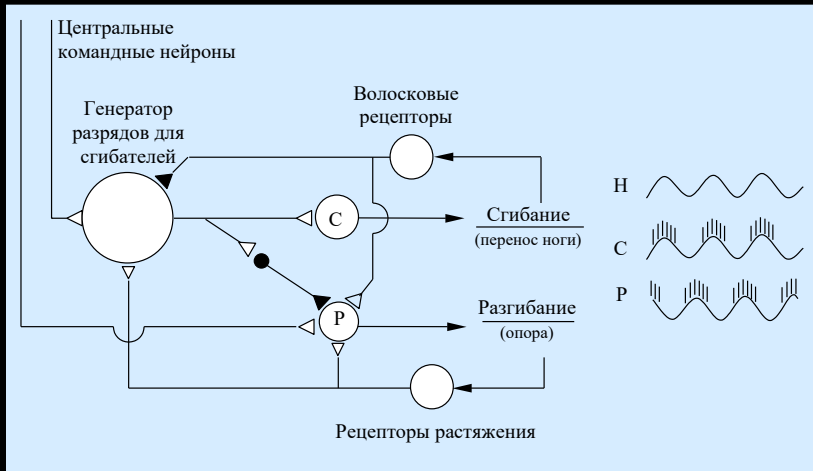 Центральные
командные нейроны
Генератор
разрядов для
сгибателей
Волосковые
рецепторы
С
Сгибание
(перенос ноги)
Р
Разгибание
(опора)
Рецепторы растяжения
Н
С
Р